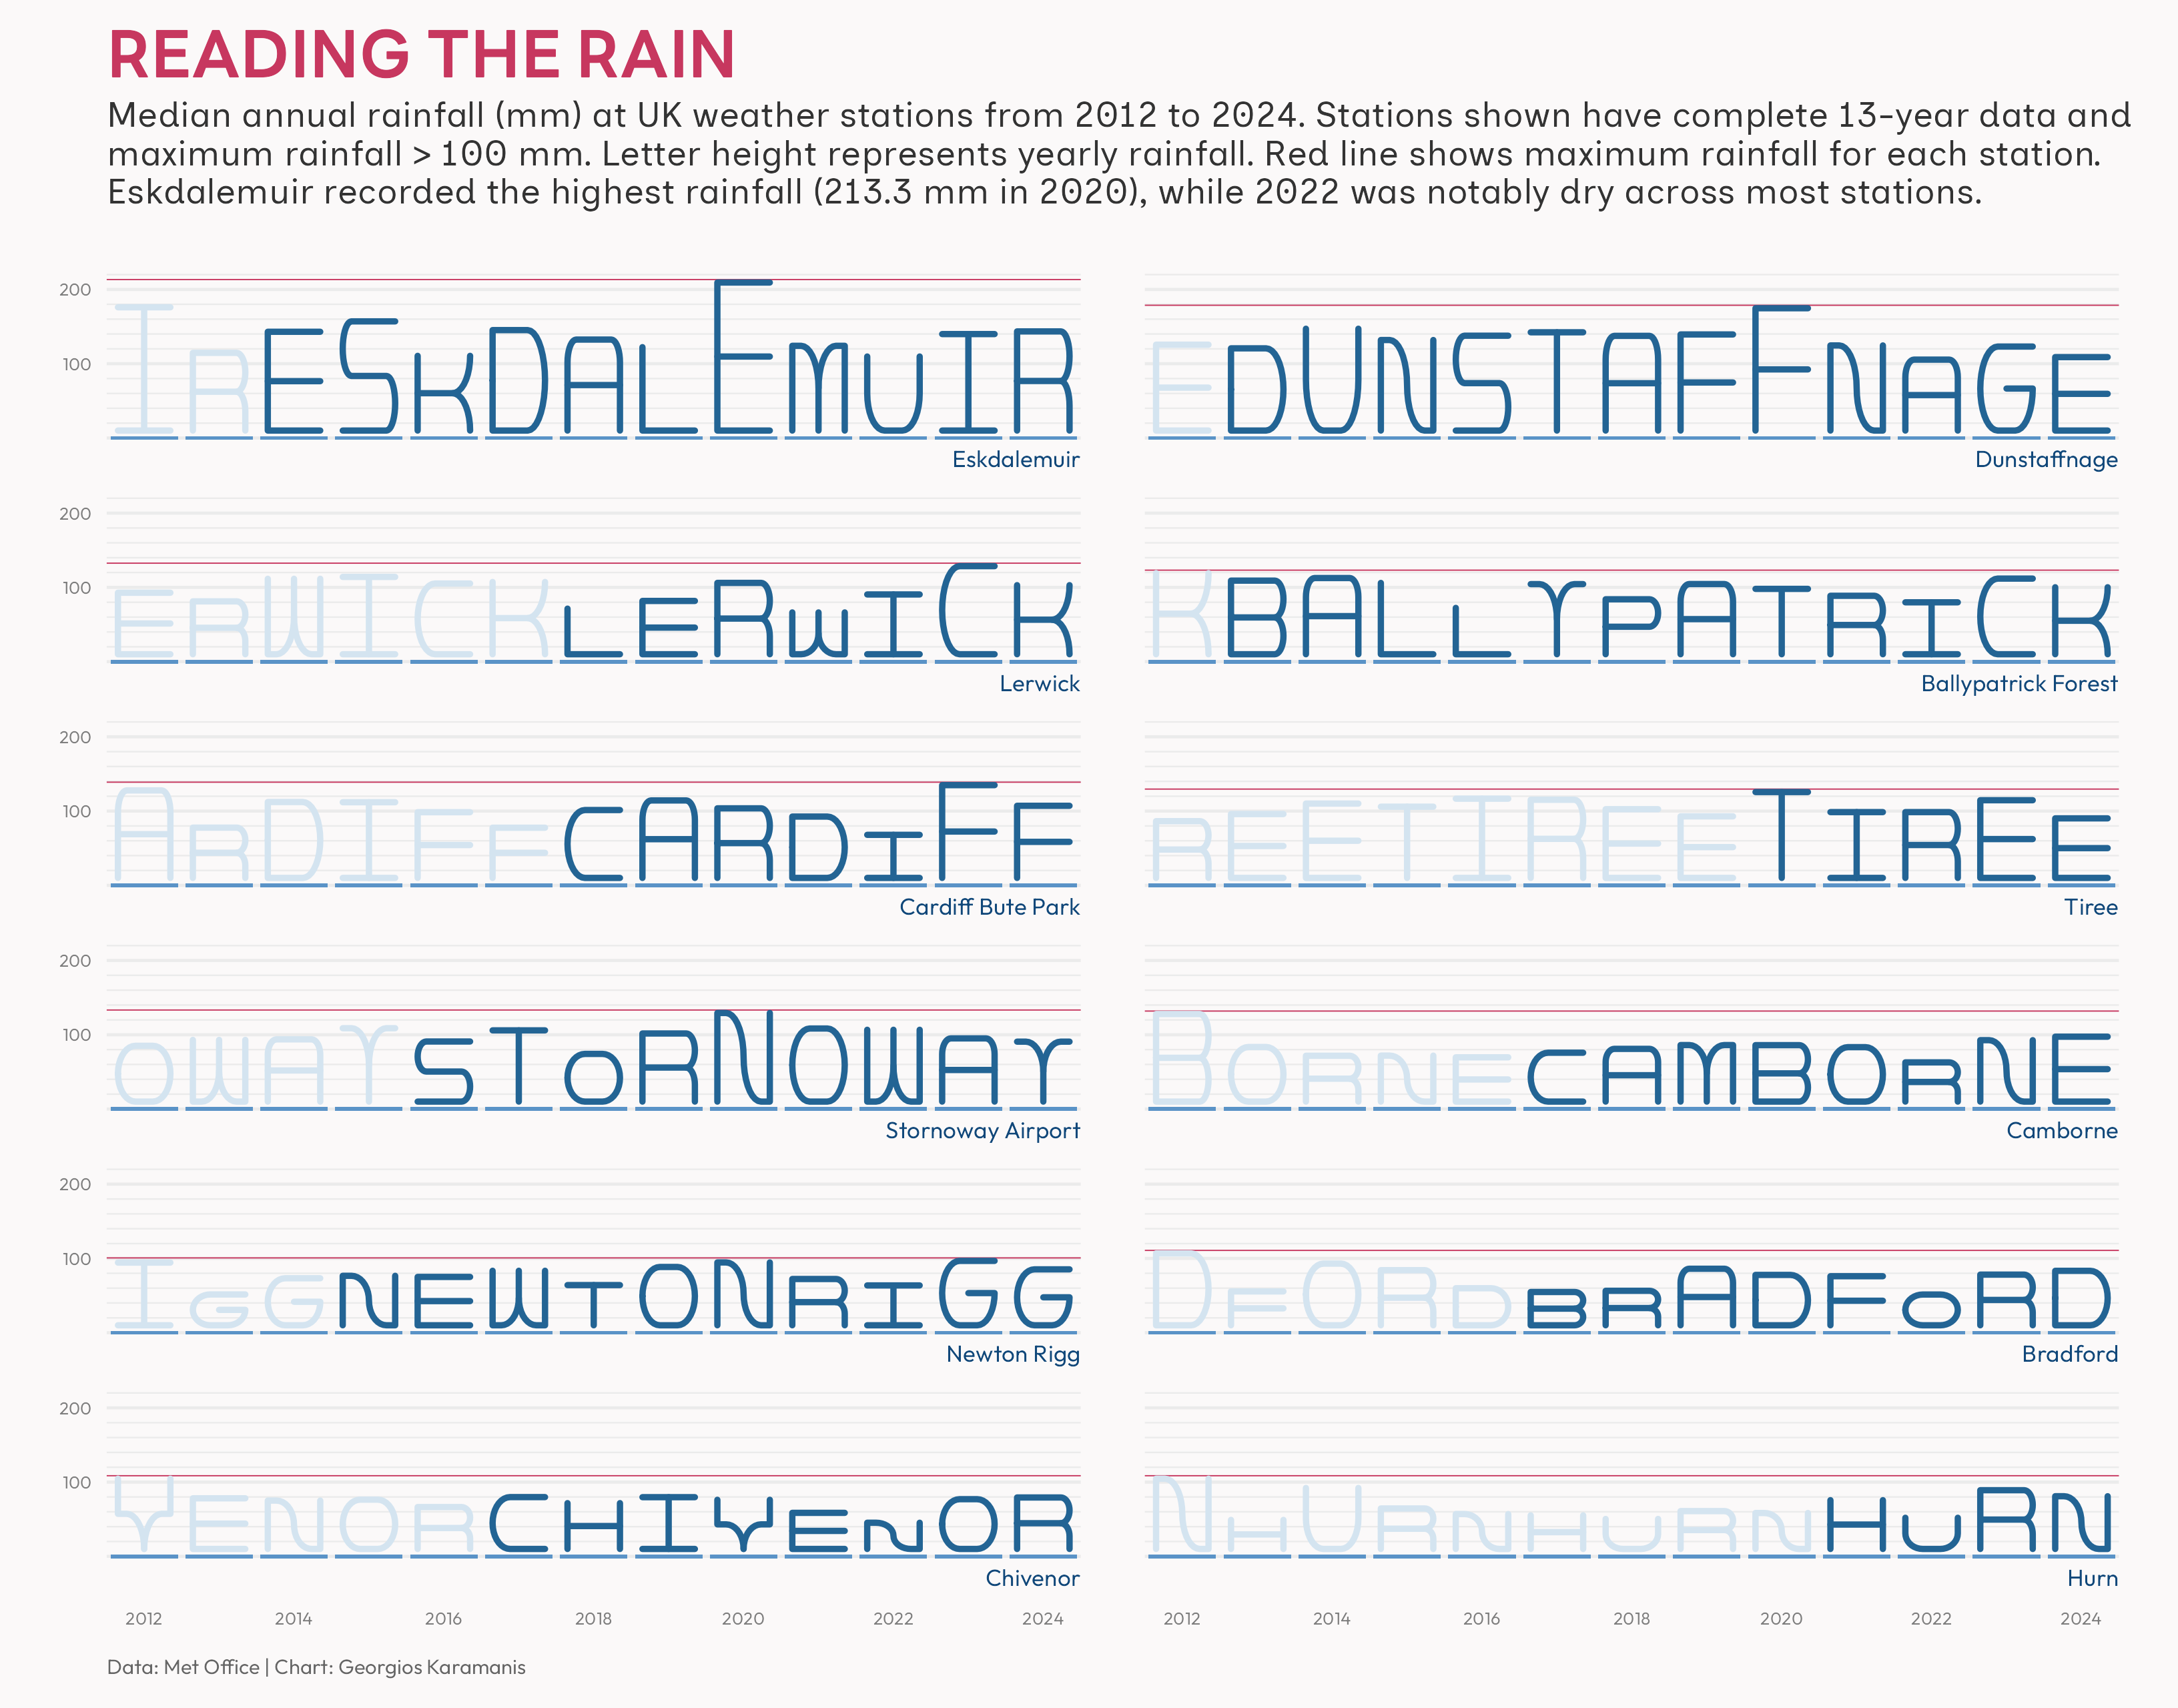 READING THE RAIN
Median annual rainfall (mm) at UK weather stations from 2012 to 2024. Stations shown have complete 13-year data and
maximum rainfall > 100 mm. Letter height represents yearly rainfall. Red line shows maximum rainfall for each station.
Eskdalemuir recorded the highest rainfall (213.3 mm in 2020), while 2022 was notably dry across most stations.
200
100
IRESKDALEMUIR
Eskdalemuir
EDUNSTAFFNAGE
Dunstaffnage
200
100
ERWICKLERWICK
Lerwick
KBALLYPATRICK
Ballypatrick Forest
200
100
ARDIFFCARDIFF
Cardiff Bute Park
REETIREETIREE
Tiree
200
100
OWAYSTORNOWAY
Stornoway Airport
BORNECAMBORNE
Camborne
200
100
IGGNEWTONRIGG
Newton Rigg
DFORDBRADFORD
Bradford
200
100
YENORCHIVENOR
Chivenor
NHURNHURNHURN
Hurn
2012 2014 2016 2018 2020 2022 2024
2012 2014 2016 2018 2020 2022 2024
Data: Met Office | Chart: Georgios Karamanis